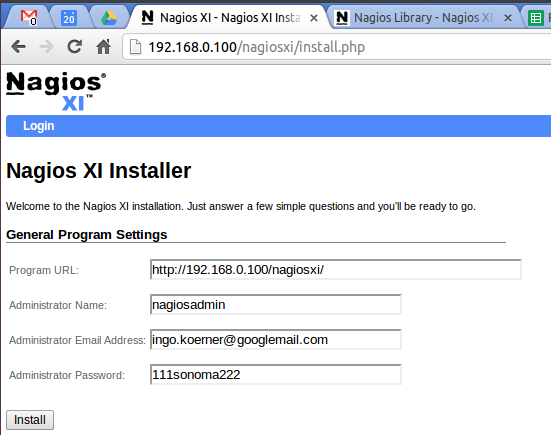 0
20
Nagios XI - Nagios XI Insta
Nagios Library - Nagios X
192.168.0.100/nagiosxi/install.php
Nagios®
XI™
Login
Nagios XI Installer
Welcome to the Nagios XI installation. Just answer a few simple questions and you'll be ready to go.
General Program Settings
Program URL: http://192.168.0.100/nagiosxi/
Administrator Name: nagiosadmin
Administrator Email Address: ingo.koerner@googlemail.com
Administrator Password: 111sonoma222
Install